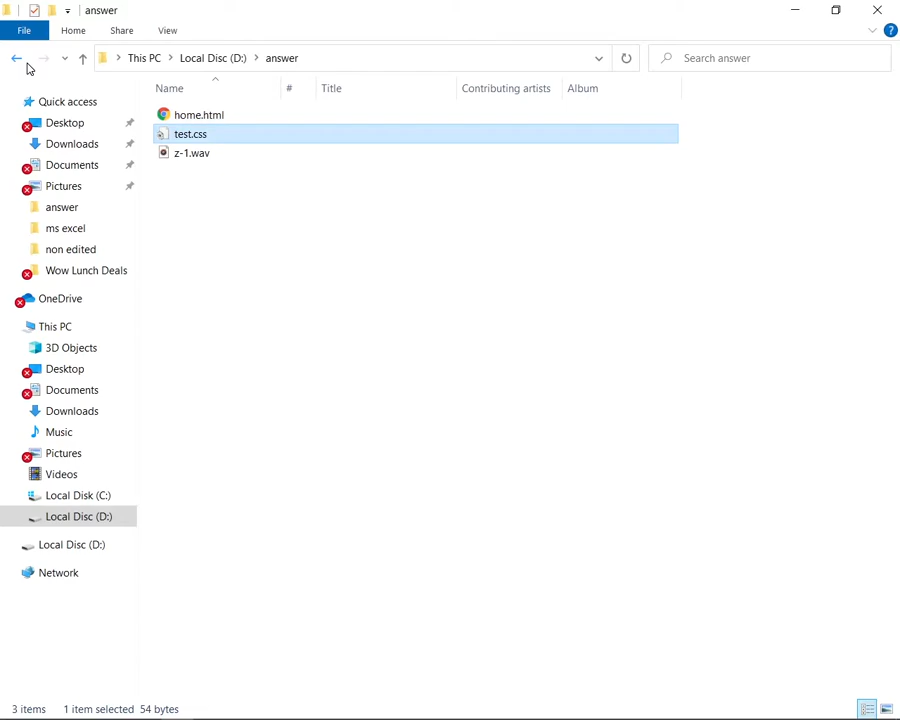 answer
File Home Share View
This PC Local Disc (D:) answer Search answer
Name # Title Contributing artists Album
Quick access
Desktop
Downloads
Documents
Pictures
answer
ms excel
non edited
Wow Lunch Deals
OneDrive
This PC
3D Objects
Desktop
Documents
Downloads
Music
Pictures
Videos
Local Disk (C:)
Local Disc (D:)
Local Disc (D:)
Network
home.html
test.css
z-1.wav
3 items 1 item selected 54 bytes